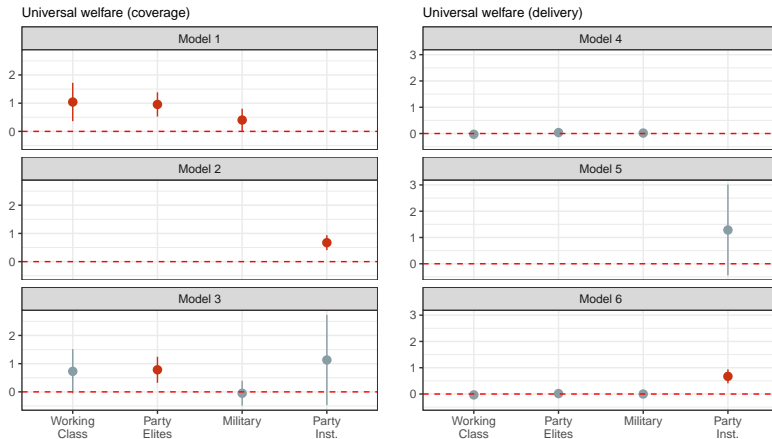 Universal welfare (coverage)
Model 1
2
1
0
Model 2
2
1
0
Model 3
2
1
0
Working Class
Party Elites
Military
Party Inst.
Universal welfare (delivery)
Model 4
3
2
1
0
Model 5
3
2
1
0
Model 6
3
2
1
0
Working Class
Party Elites
Military
Party Inst.